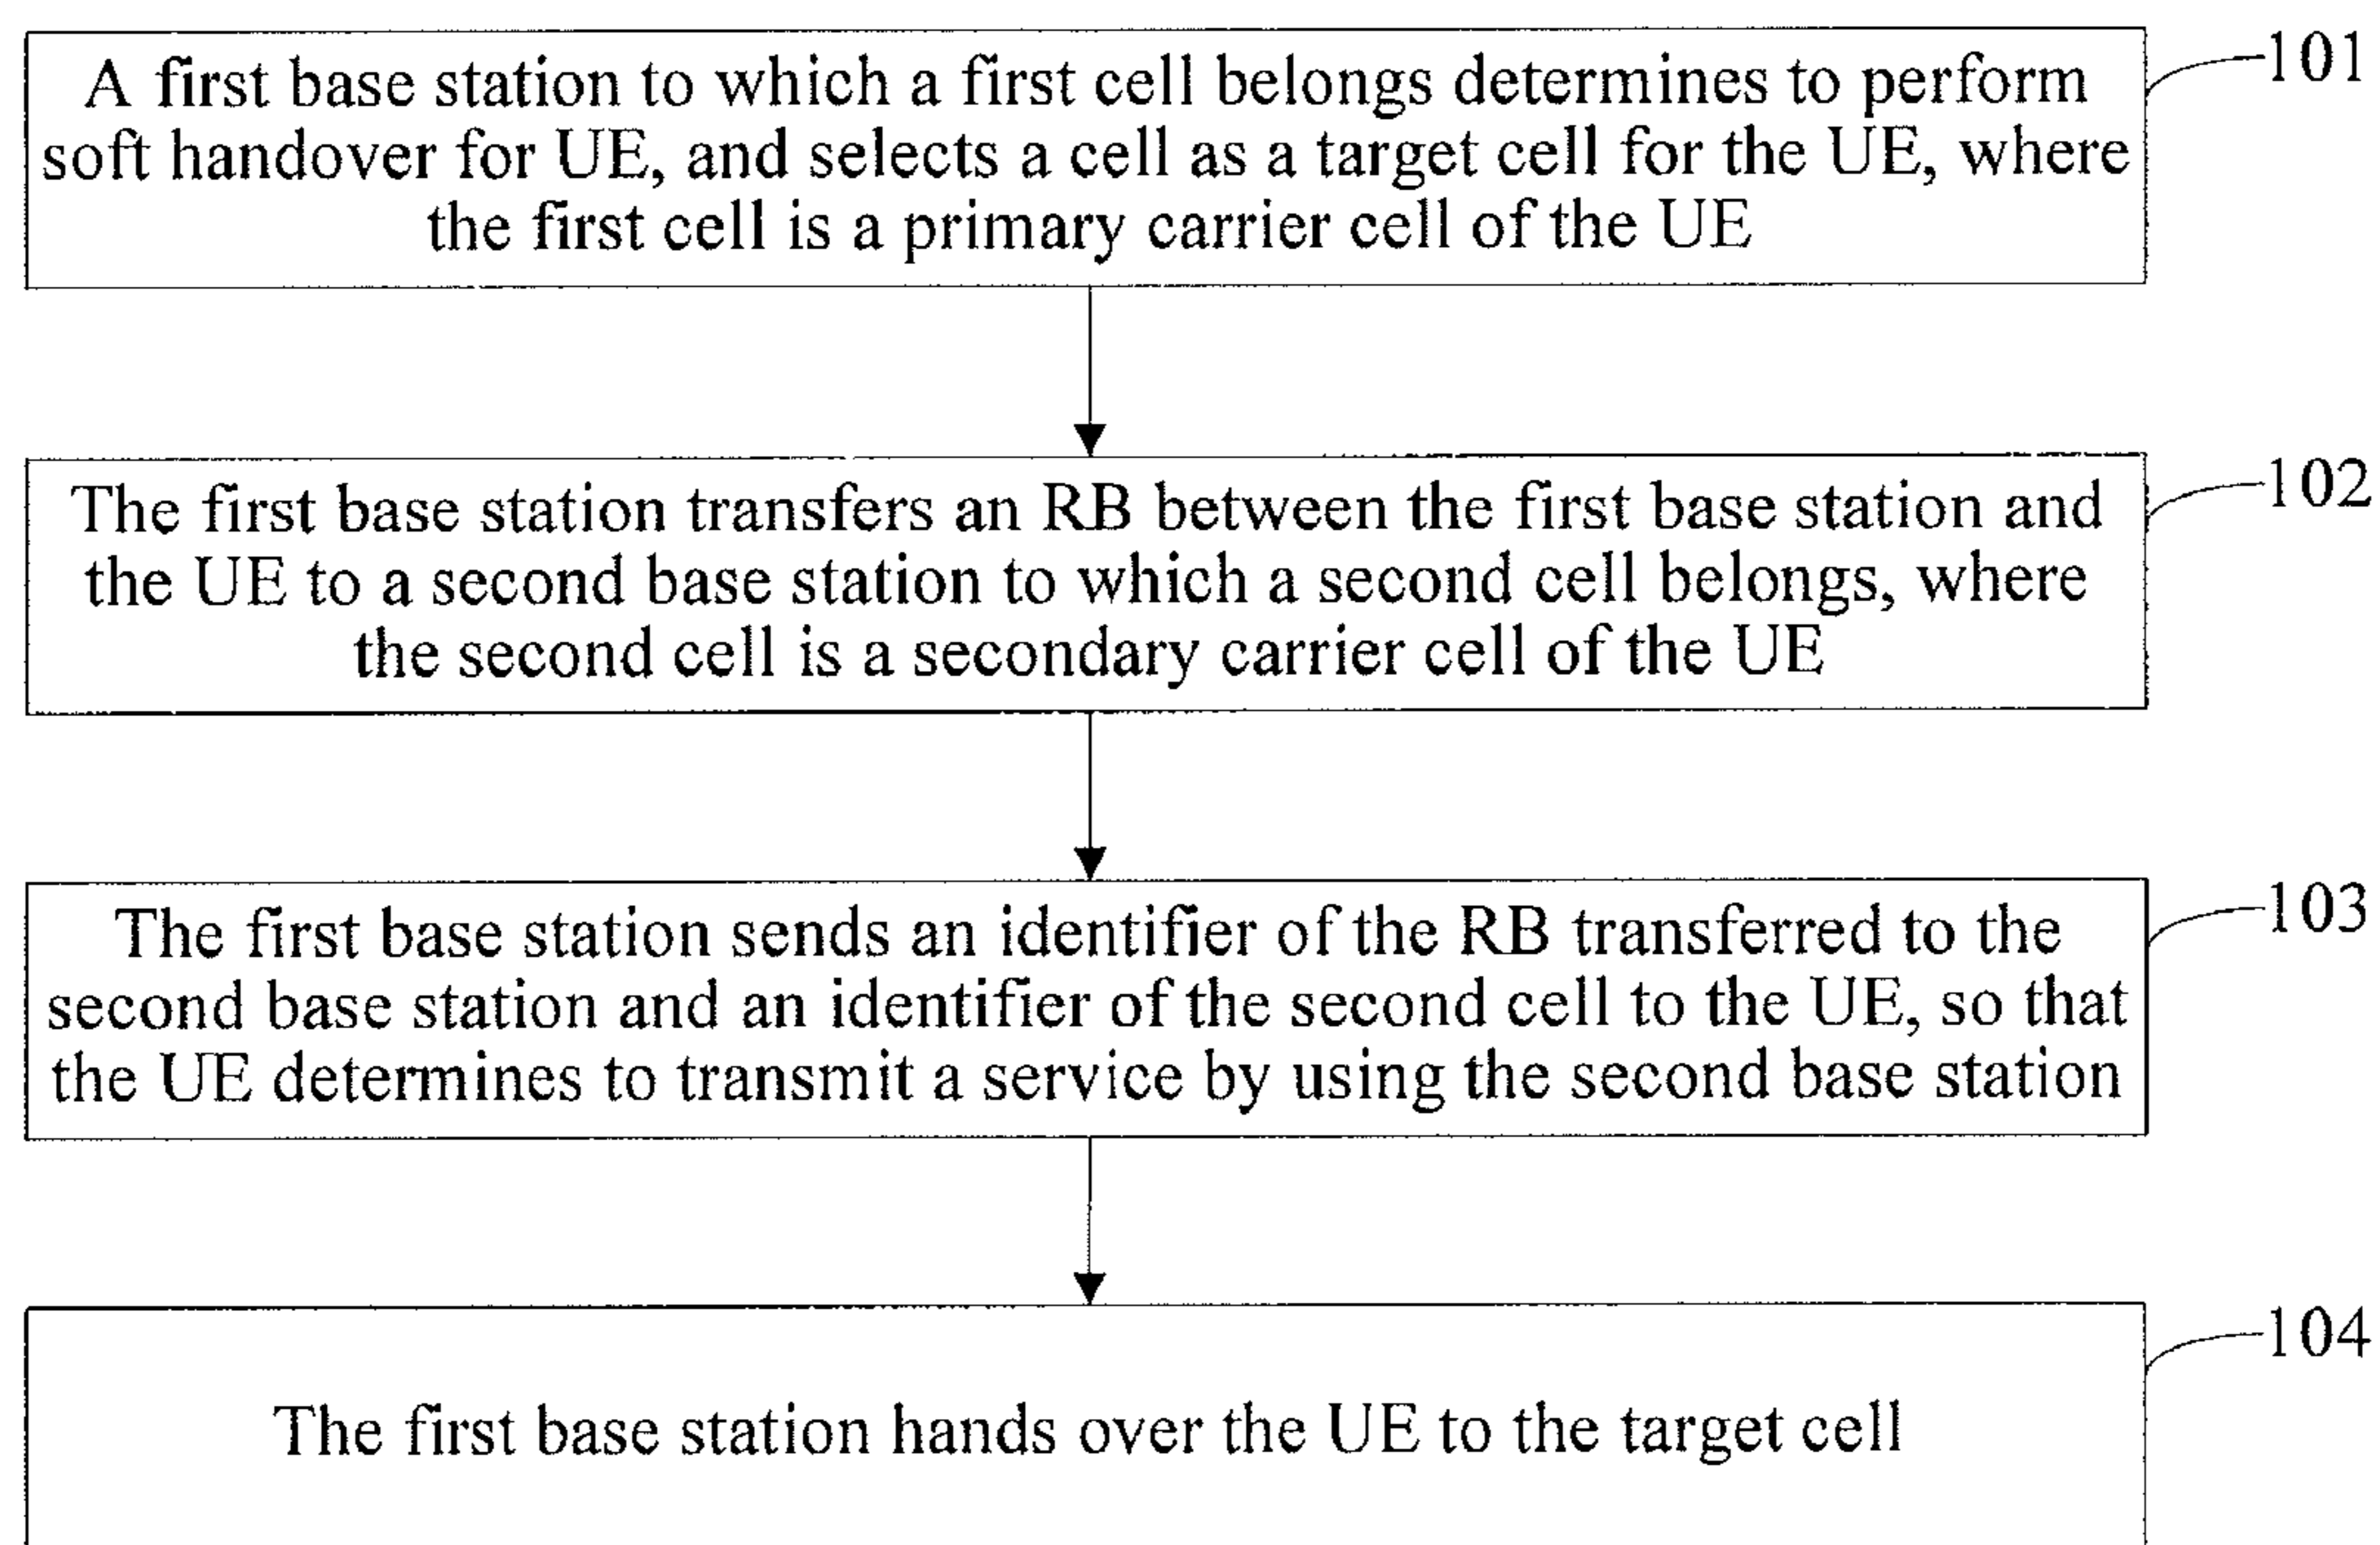 A first base station to which a first cell belongs determines to perform
soft handover for UE, and selects a cell as a target cell for the UE, where
the first cell is a primary carrier cell of the UE
101
The first base station transfers an RB between the first base station and
the UE to a second base station to which a second cell belongs, where
the second cell is a secondary carrier cell of the UE
102
The first base station sends an identifier of the RB transferred to the
second base station and an identifier of the second cell to the UE, so that
the UE determines to transmit a service by using the second base station
103
The first base station hands over the UE to the target cell
104